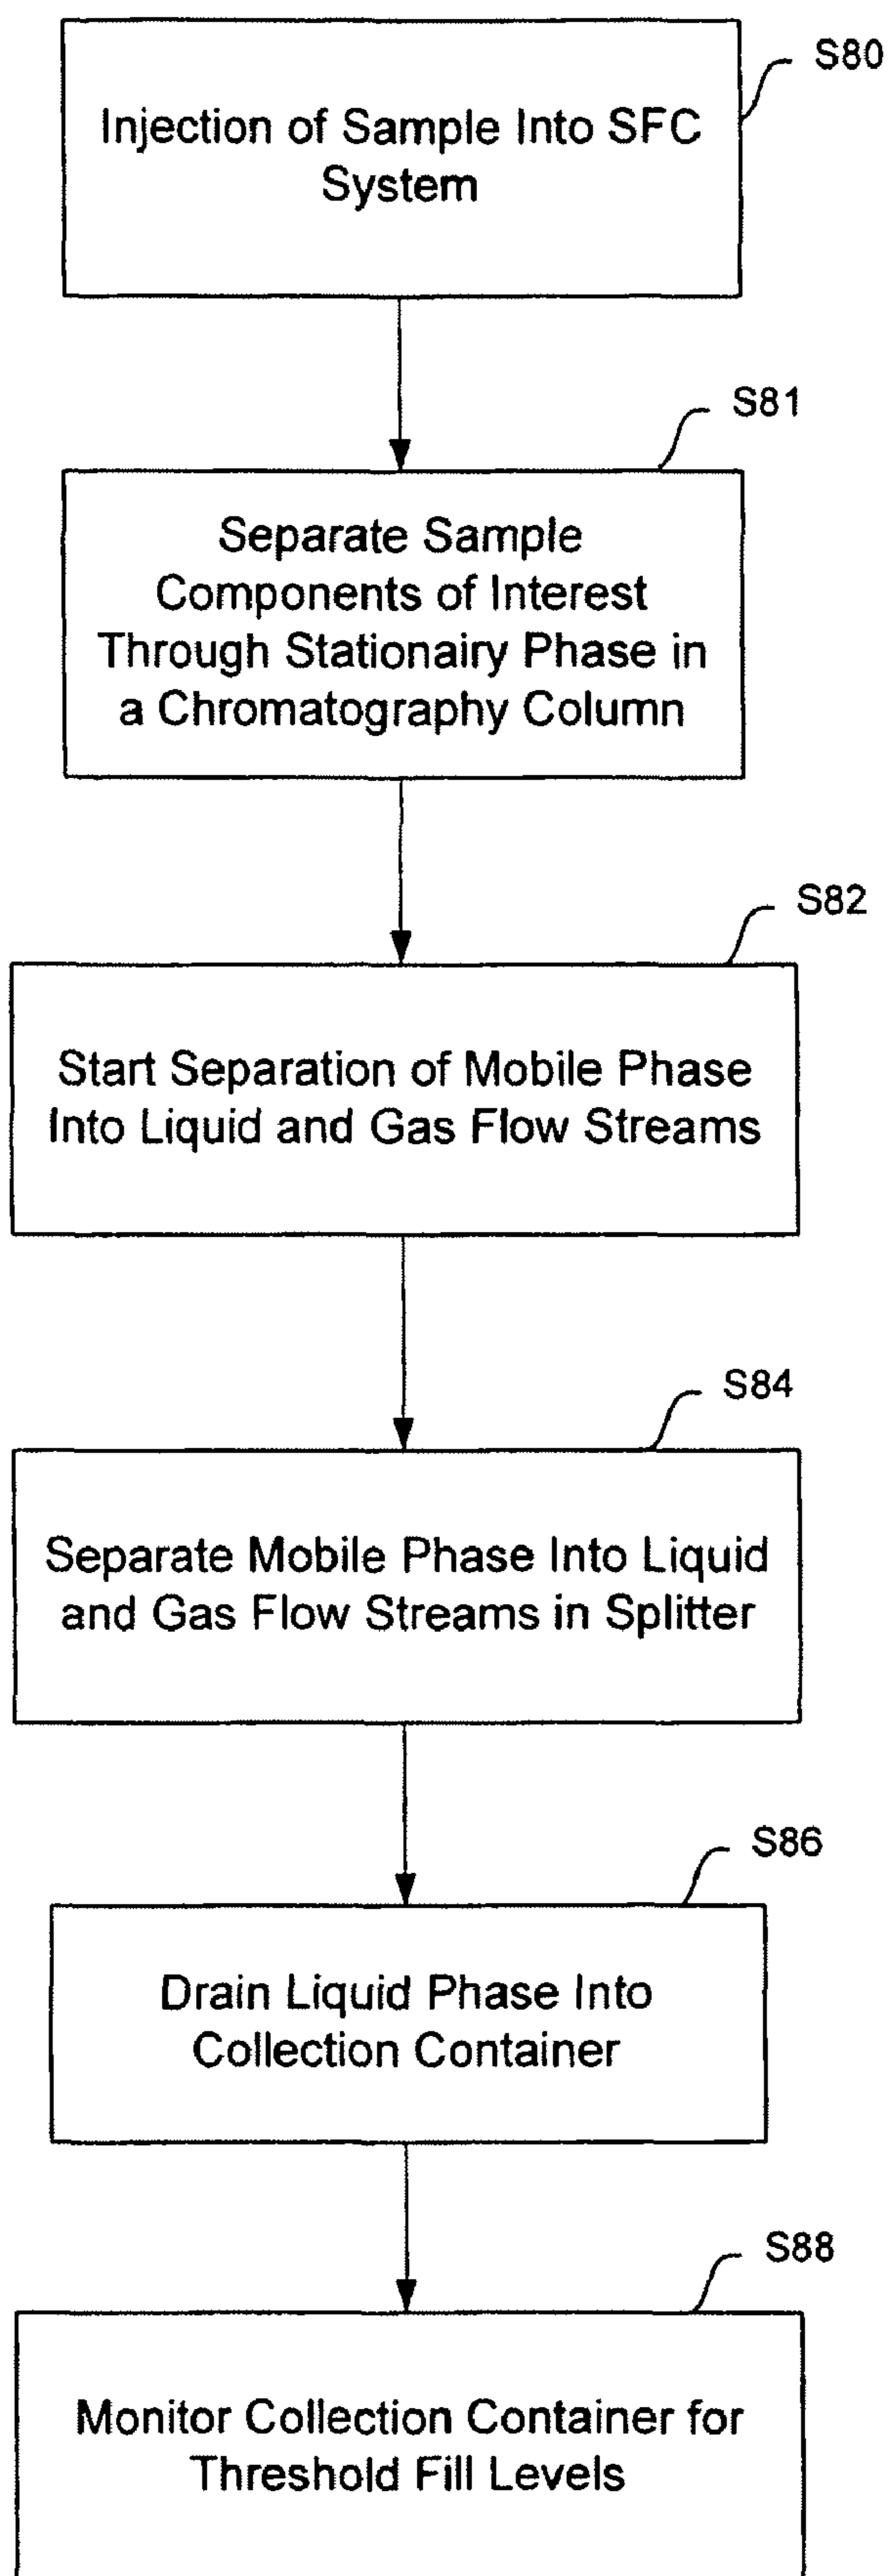 S80
Injection of Sample Into SFC
System
S81
Separate Sample
Components of Interest
Through Stationairy Phase in
a Chromatography Column
S82
Start Separation of Mobile Phase
Into Liquid and Gas Flow Streams
S84
Separate Mobile Phase Into Liquid
and Gas Flow Streams in Splitter
S86
Drain Liquid Phase Into
Collection Container
S88
Monitor Collection Container for
Threshold Fill Levels